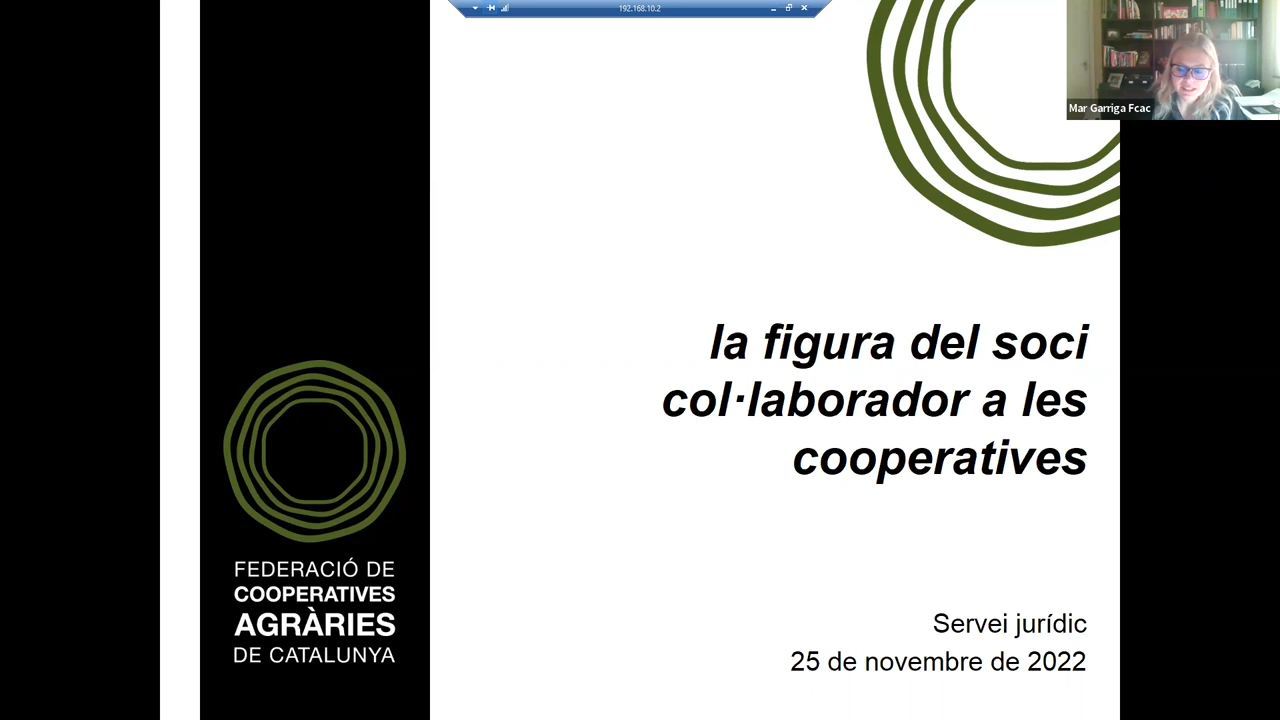 192.168.10.2
Mar Garriga Fcac
la figura del soci
col·laborador a les
cooperatives
Servei jurídic
25 de novembre de 2022
FEDERACIÓ DE
COOPERATIVES
AGRÀRIES
DE CATALUNYA